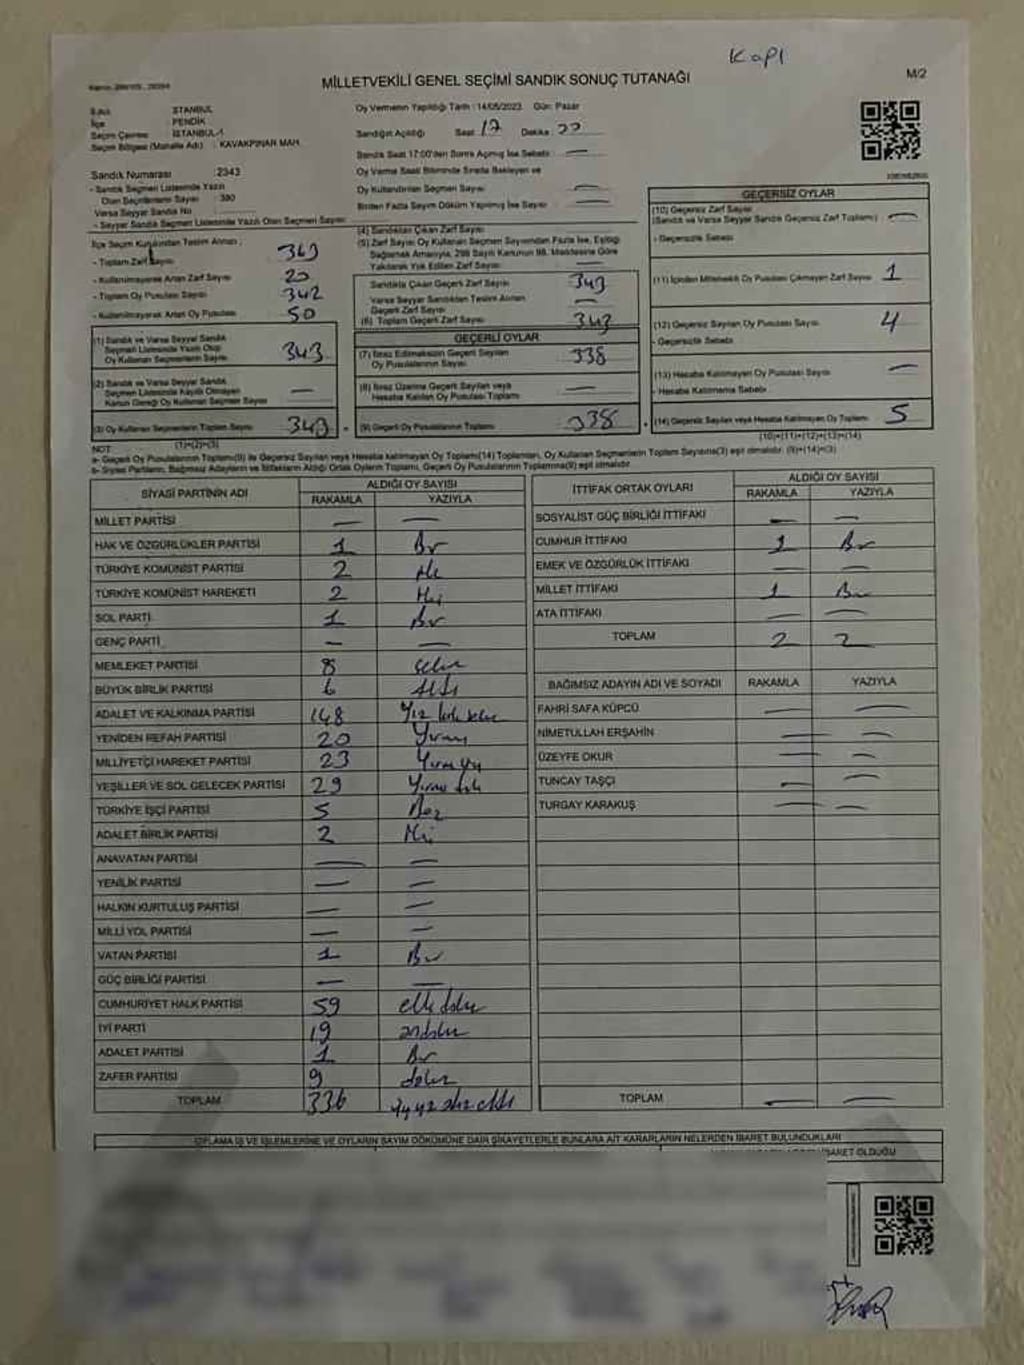 Kapı
MİLLETVEKİLİ GENEL SEÇİMİ SANDIK SONUÇ TUTANAĞI
M/2
İSTANBUL
İlçe PENDİK
Seçim Çevresi : İSTANBUL-1
Seçim Bölgesi (Mahalle Adı) : KAVAKPINAR MAH.
Sandık Numarası : 2343
- Sandık Seçmen Listesinde Yazılı
Olan Seçmenlerin Sayısı : 380
Varsa Seyyar Sandık No
- Seyyar Sandık Seçmen Listesinde Yazılı Olan Seçmen Sayısı
Oy Vermenin Yapıldığı Tarih : 14/05/2023 Gün: Pazar
Sandığın Açıldığı Saat 17 Dakika
Sandık Saat 17:00'den Sonra Açılmış İse Sebebi : —
Oy Verme Saati Bitiminde Sırada Bekleyen ve
Oy Kullandırılan Seçmen Sayısı —
Birden Fazla Sayım Döküm Yapılmış İse Sayısı : —
İlçe Seçim Kurulundan Teslim Alınan ;
- Toplam Zarf Sayısı 363
- Kullanılmayarak Artan Zarf Sayısı 20
- Toplam Oy Pusulası Sayısı 342
- Kullanılmayarak Artan Oy Pusulası 50
(1) Sandık ve Varsa Seyyar Sandık
Seçmen Listesinde Yazılı Olup
Oy Kullanan Seçmenlerin Sayısı 343
(2) Sandık ve Varsa Seyyar Sandık
Seçmen Listesinde Kayıtlı Olmayan
Kanun Gereği Oy Kullanan Seçmen Sayısı —
(3) Oy Kullanan Seçmenlerin Toplam Sayısı 343
(1)+(2)=(3)
(4) Sandıktan Çıkan Zarf Sayısı
(5) Zarf Sayısı Oy Kullanan Seçmen Sayısından Fazla İse, Eşitliği
Sağlamak Amacıyla, 298 Sayılı Kanunun 98. Maddesine Göre
Yakılarak Yok Edilen Zarf Sayısı —
Sandıkta Çıkan Geçerli Zarf Sayısı 343
Varsa Seyyar Sandıktan Teslim Alınan
Geçerli Zarf Sayısı —
(6) Toplam Geçerli Zarf Sayısı 343
GEÇERLİ OYLAR
(7) İtiraz Edilmeksizin Geçerli Sayılan
Oy Pusulalarının Sayısı 338
(8) İtiraz Üzerine Geçerli Sayılan veya
Hesaba Katılan Oy Pusulası Toplamı —
(9) Geçerli Oy Pusulalarının Toplamı 338
GEÇERSİZ OYLAR
(10) Geçersiz Zarf Sayısı
(Sandık ve Varsa Seyyar Sandık Geçersiz Zarf Toplamı) —
- Geçersizlik Sebebi
(11) İçinden Milletvekili Oy Pusulası Çıkmayan Zarf Sayısı 1
(12) Geçersiz Sayılan Oy Pusulası Sayısı 4
- Geçersizlik Sebebi
(13) Hesaba Katılmayan Oy Pusulası Sayısı —
- Hesaba Katılmama Sebebi
(14) Geçersiz Sayılan veya Hesaba Katılmayan Oy Toplamı 5
(10)+(11)+(12)+(13)=(14)
NOT:
a- Geçerli Oy Pusulalarının Toplamı(9) ile Geçersiz Sayılan veya Hesaba Katılmayan Oy Toplamı(14) Toplamları, Oy Kullanan Seçmenlerin Toplam Sayısına(3) eşit olmalıdır. (9)+(14)=(3)
b- Siyasi Partilerin, Bağımsız Adayların ve İttifakların Aldığı Ortak Oyların Toplamı, Geçerli Oy Pusulalarının Toplamına(9) eşit olmalıdır.
SİYASİ PARTİNİN ADI ALDIĞI OY SAYISI
RAKAMLA YAZIYLA
MİLLET PARTİSİ — —
HAK VE ÖZGÜRLÜKLER PARTİSİ 1 Bir
TÜRKİYE KOMÜNİST PARTİSİ 2 iki
TÜRKİYE KOMÜNİST HAREKETİ 2 iki
SOL PARTİ 1 Bir
GENÇ PARTİ — —
MEMLEKET PARTİSİ 8 sekiz
BÜYÜK BİRLİK PARTİSİ 6 Altı
ADALET VE KALKINMA PARTİSİ 148 Yüz kırk sekiz
YENİDEN REFAH PARTİSİ 20 Yirmi
MİLLİYETÇİ HAREKET PARTİSİ 23 Yirmi üç
YEŞİLLER VE SOL GELECEK PARTİSİ 29 Yirmi dokuz
TÜRKİYE İŞÇİ PARTİSİ 5 Beş
ADALET BİRLİK PARTİSİ 2 iki
ANAVATAN PARTİSİ — —
YENİLİK PARTİSİ — —
HALKIN KURTULUŞ PARTİSİ — —
MİLLİ YOL PARTİSİ — —
VATAN PARTİSİ 1 Bir
GÜÇ BİRLİĞİ PARTİSİ — —
CUMHURİYET HALK PARTİSİ 59 elli dokuz
İYİ PARTİ 19 on dokuz
ADALET PARTİSİ 1 Bir
ZAFER PARTİSİ 9 dokuz
TOPLAM 336 üç yüz otuz altı
İTTİFAK ORTAK OYLARI ALDIĞI OY SAYISI
RAKAMLA YAZIYLA
SOSYALİST GÜÇ BİRLİĞİ İTTİFAKI — —
CUMHUR İTTİFAKI 1 Bir
EMEK VE ÖZGÜRLÜK İTTİFAKI — —
MİLLET İTTİFAKI 1 Bir
ATA İTTİFAKI — —
TOPLAM 2 2
BAĞIMSIZ ADAYIN ADI VE SOYADI RAKAMLA YAZIYLA
FAHRİ SAFA KÜPCÜ — —
NİMETULLAH ERŞAHİN — —
ÜZEYFE OKUR — —
TUNCAY TAŞÇI — —
TURGAY KARAKUŞ — —
TOPLAM — —
OYLAMA İŞ VE İŞLEMLERİNE VE OYLARIN SAYIM DÖKÜMÜNE DAİR ŞİKAYETLERLE BUNLARA AİT KARARLARIN NELERDEN İBARET BULUNDUKLARI
İBARET OLDUĞU